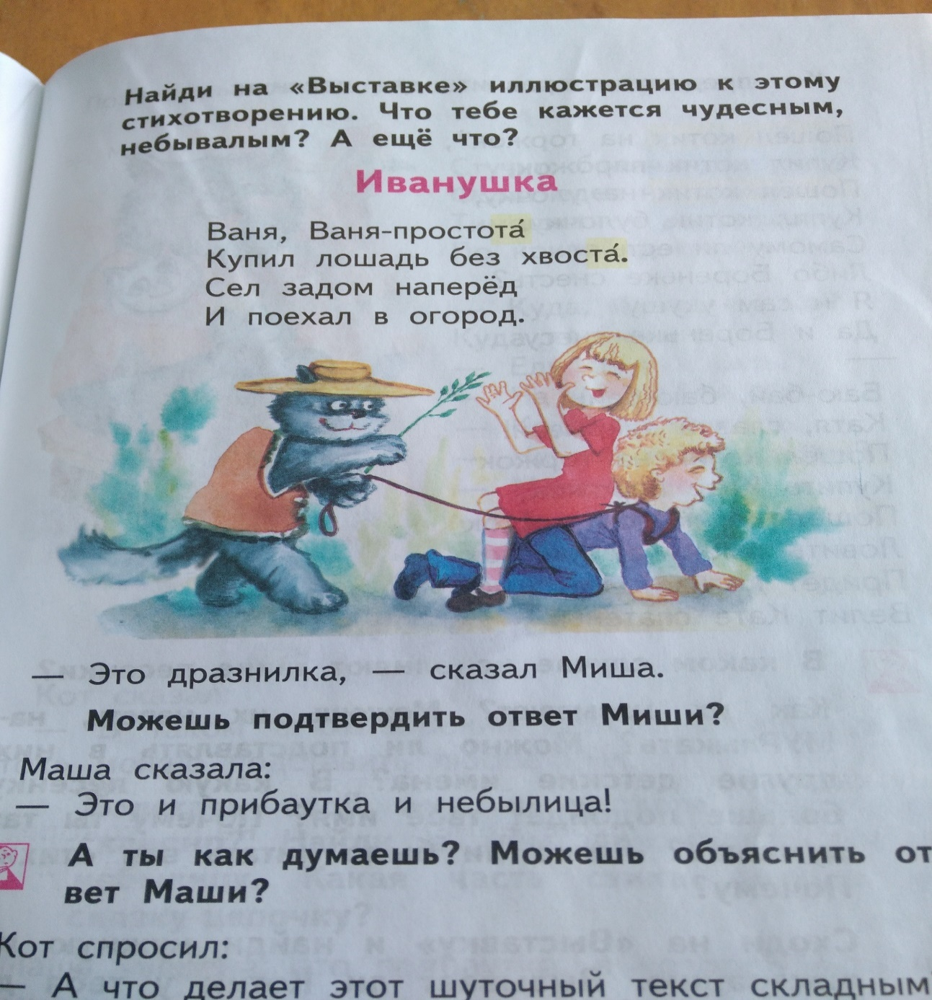 Найди на «Выставке» иллюстрацию к этому
стихотворению. Что тебе кажется чудесным,
небывалым? А ещё что?
Иванушка
Ваня, Ваня-простота́
Купил лошадь без хвоста́.
Сел задом наперёд
И поехал в огород.
— Это дразнилка, — сказал Миша.
Можешь подтвердить ответ Миши?
Маша сказала:
— Это и прибаутка и небылица!
А ты как думаешь? Можешь объяснить от
вет Маши?
Кот спросил:
— А что делает этот шуточный текст складным